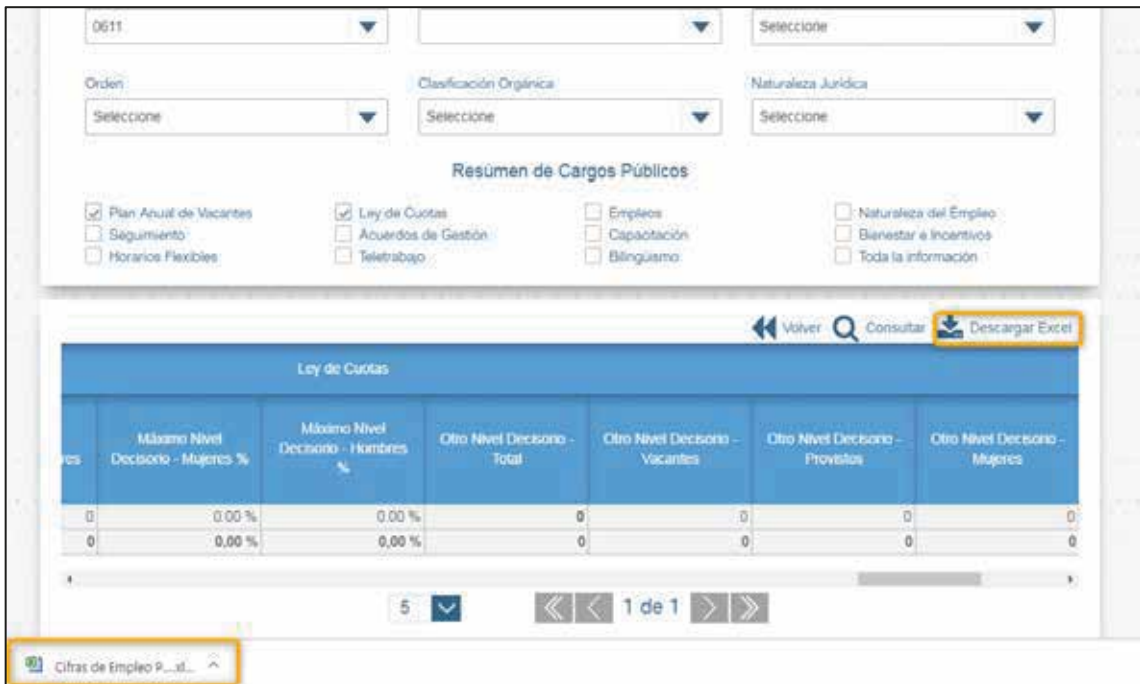 0611 Seleccione
Orden Clasificación Orgánica Naturaleza Jurídica
Seleccione Seleccione Seleccione
Resúmen de Cargos Públicos
Plan Anual de Vacantes Ley de Cuotas Empleos Naturaleza del Empleo
Seguimiento Acuerdos de Gestión Capacitación Bienestar e Incentivos
Horarios Flexibles Teletrabajo Bilingüismo Toda la información
Volver Consultar Descargar Excel
Ley de Cuotas
res Máximo Nivel Decisorio - Mujeres % Máximo Nivel Decisorio - Hombres % Otro Nivel Decisorio - Total Otro Nivel Decisorio - Vacantes Otro Nivel Decisorio - Provistos Otro Nivel Decisorio - Mujeres
0 0.00 % 0.00 % 0 0 0 0
0 0,00 % 0,00 % 0 0 0 0
5 1 de 1
Cifras de Empleo P....xl...